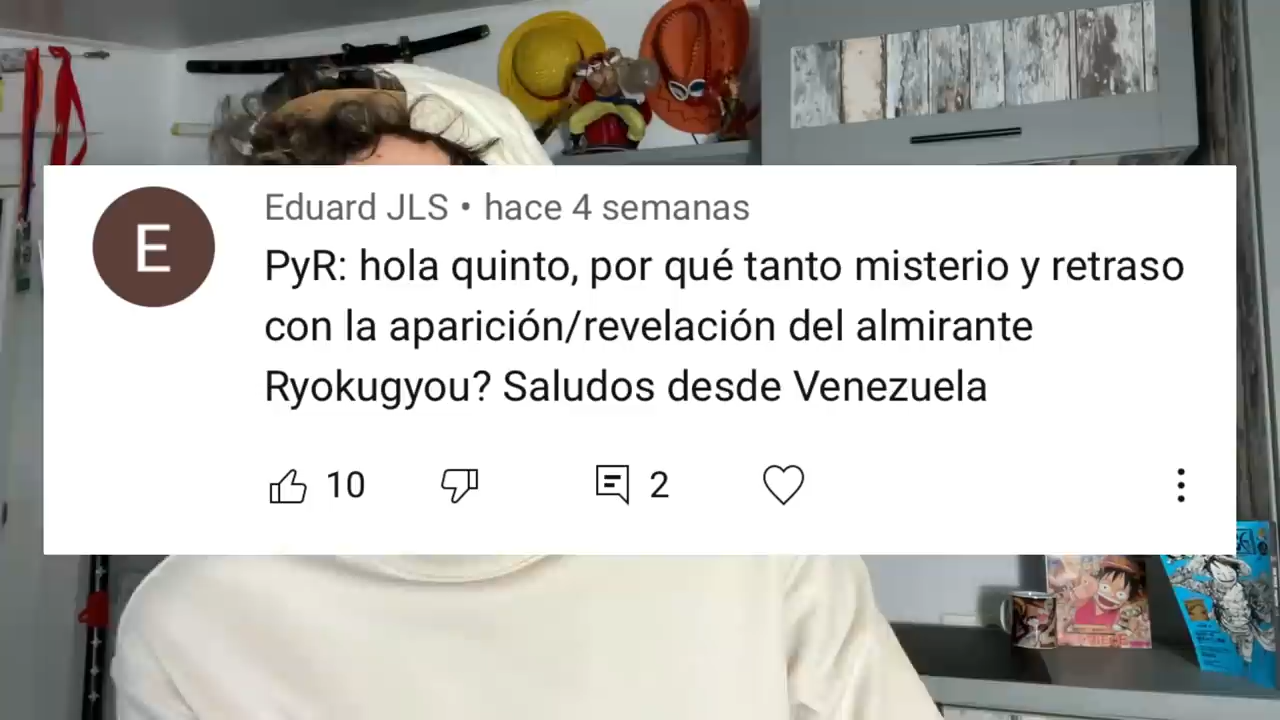 E
Eduard JLS • hace 4 semanas
PyR: hola quinto, por qué tanto misterio y retraso
con la aparición/revelación del almirante
Ryokugyou? Saludos desde Venezuela
10
2